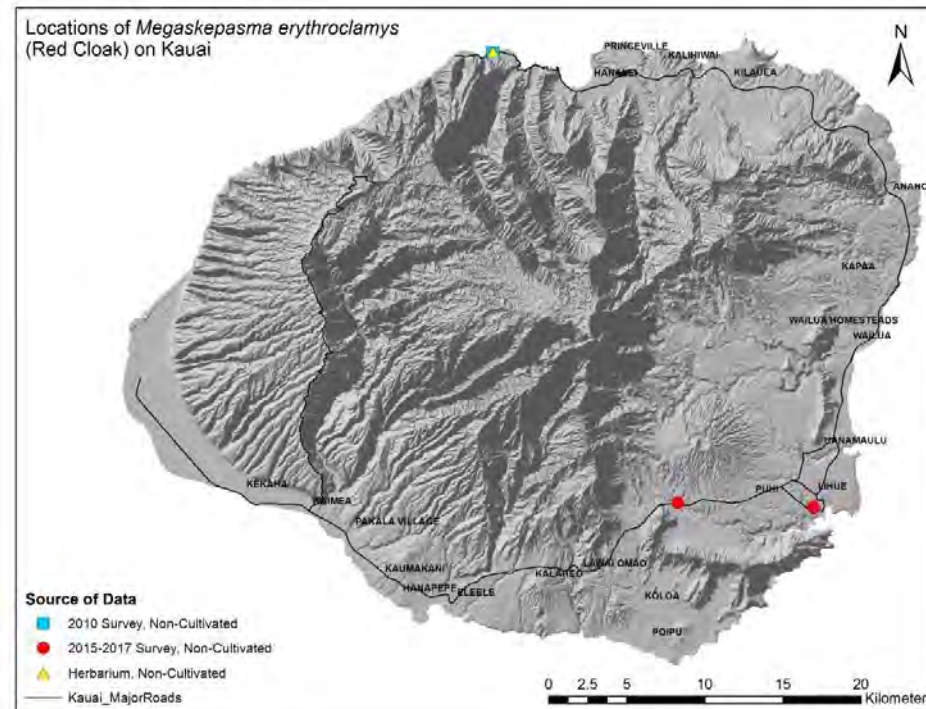 Locations of Megaskepasma erythroclamys
(Red Cloak) on Kauai
N
PRINCEVILLE
KALIHIWAI
HANALEI
KILAULA
ANAHO
KAPAA
WAILUA HOMESTEADS
WAILUA
HANAMAULU
LIHUE
PUHI
KEKAHA
WAIMEA
PAKALA VILLAGE
KAUMAKANI
HANAPEPE
ELEELE
KALAHEO
LAWAI
OMAO
KOLOA
POIPU
Source of Data
2010 Survey, Non-Cultivated
2015-2017 Survey, Non-Cultivated
Herbarium, Non-Cultivated
Kauai_MajorRoads
0 2.5 5 10 15 20
Kilometer